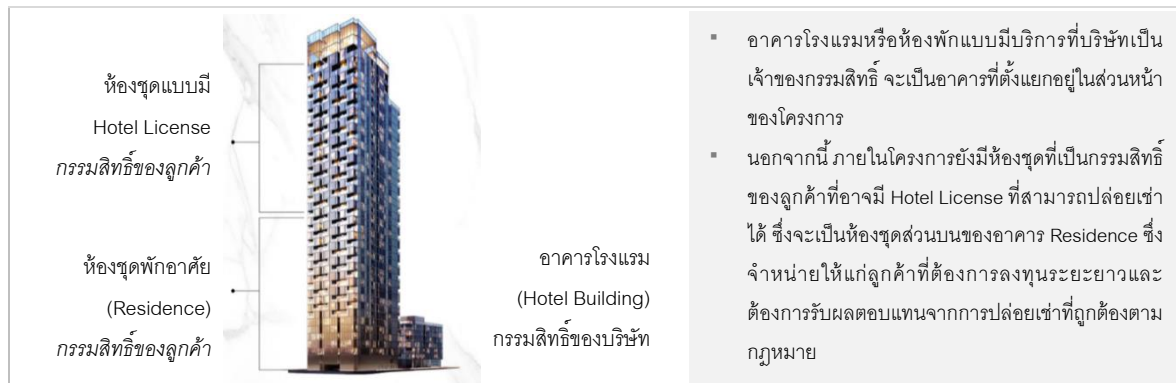 ห้องชุดแบบมี
Hotel License
กรรมสิทธิ์ของลูกค้า
ห้องชุดพักอาศัย
(Residence)
กรรมสิทธิ์ของลูกค้า
อาคารโรงแรม
(Hotel Building)
กรรมสิทธิ์ของบริษัท
▪ อาคารโรงแรมหรือห้องพักแบบมีบริการที่บริษัทเป็น
เจ้าของกรรมสิทธิ์ จะเป็นอาคารที่ตั้งแยกอยู่ในส่วนหน้า
ของโครงการ
▪ นอกจากนี้ ภายในโครงการยังมีห้องชุดที่เป็นกรรมสิทธิ์
ของลูกค้าที่อาจมี Hotel License ที่สามารถปล่อยเช่า
ได้ ซึ่งจะเป็นห้องชุดส่วนบนของอาคาร Residence ซึ่ง
จำหน่ายให้แก่ลูกค้าที่ต้องการลงทุนระยะยาวและ
ต้องการรับผลตอบแทนจากการปล่อยเช่าที่ถูกต้องตาม
กฎหมาย